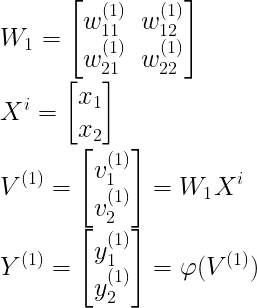 W_1 = \begin{bmatrix} w_{11}^{(1)} & w_{12}^{(1)} \\ w_{21}^{(1)} & w_{22}^{(1)} \end{bmatrix}
X^i = \begin{bmatrix} x_1 \\ x_2 \end{bmatrix}
V^{(1)} = \begin{bmatrix} v_1^{(1)} \\ v_2^{(1)} \end{bmatrix} = W_1 X^i
Y^{(1)} = \begin{bmatrix} y_1^{(1)} \\ y_2^{(1)} \end{bmatrix} = \varphi(V^{(1)})